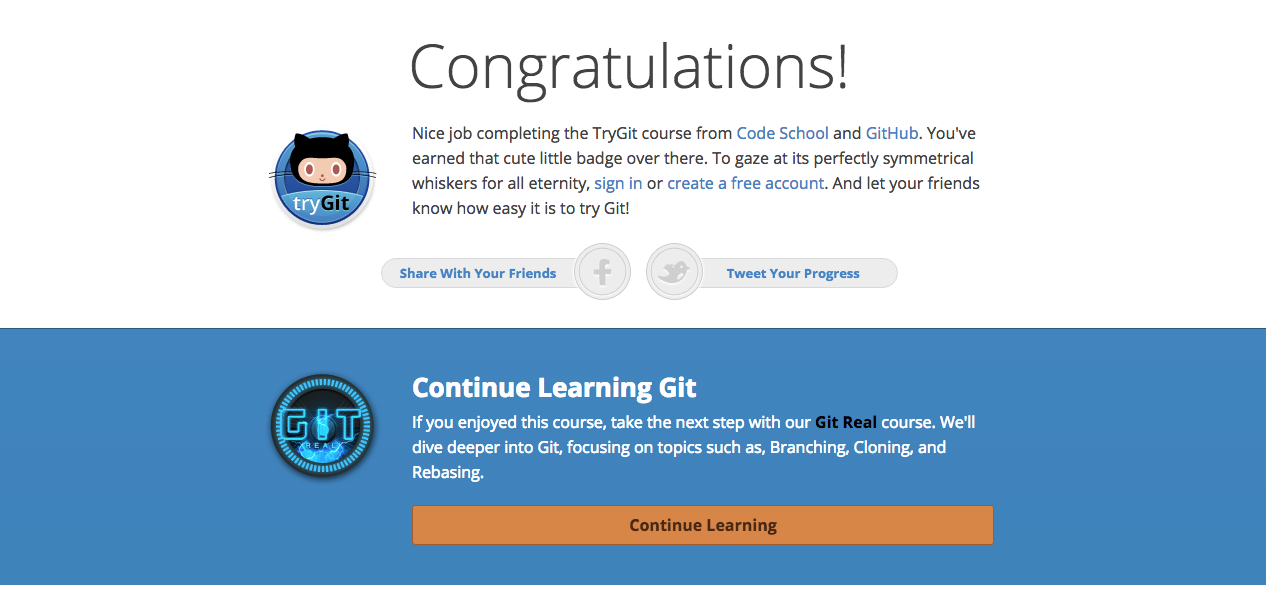 Congratulations!
Nice job completing the TryGit course from Code School and GitHub. You've
earned that cute little badge over there. To gaze at its perfectly symmetrical
whiskers for all eternity, sign in or create a free account. And let your friends
know how easy it is to try Git!
tryGit
Share With Your Friends
Tweet Your Progress
Continue Learning Git
If you enjoyed this course, take the next step with our Git Real course. We'll
dive deeper into Git, focusing on topics such as, Branching, Cloning, and
Rebasing.
GIT
REAL
Continue Learning